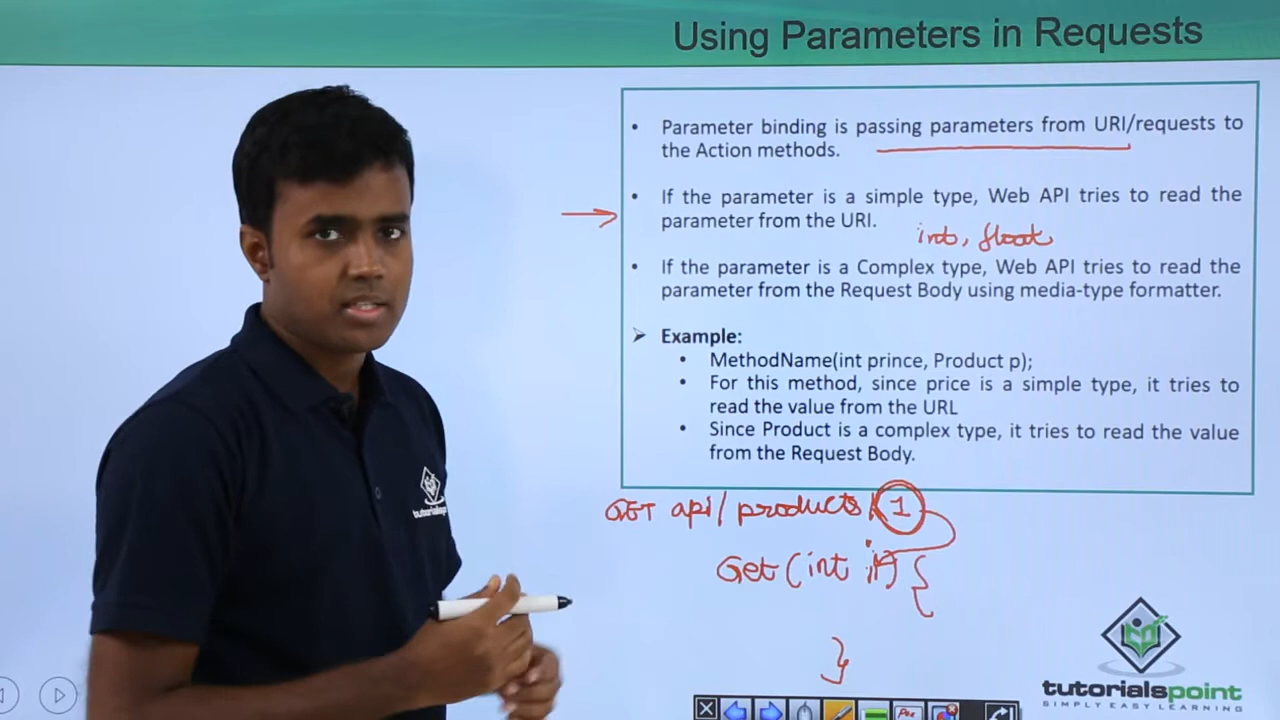 Using Parameters in Requests
• Parameter binding is passing parameters from URI/requests to
the Action methods.
• If the parameter is a simple type, Web API tries to read the
parameter from the URI.
int, float
• If the parameter is a Complex type, Web API tries to read the
parameter from the Request Body using media-type formatter.
➢ Example:
• MethodName(int prince, Product p);
• For this method, since price is a simple type, it tries to
read the value from the URL
• Since Product is a complex type, it tries to read the value
from the Request Body.
GET api/products/1
Get(int i) {
}
tutorialspoint
tutorialspoint
SIMPLY EASY LEARNING